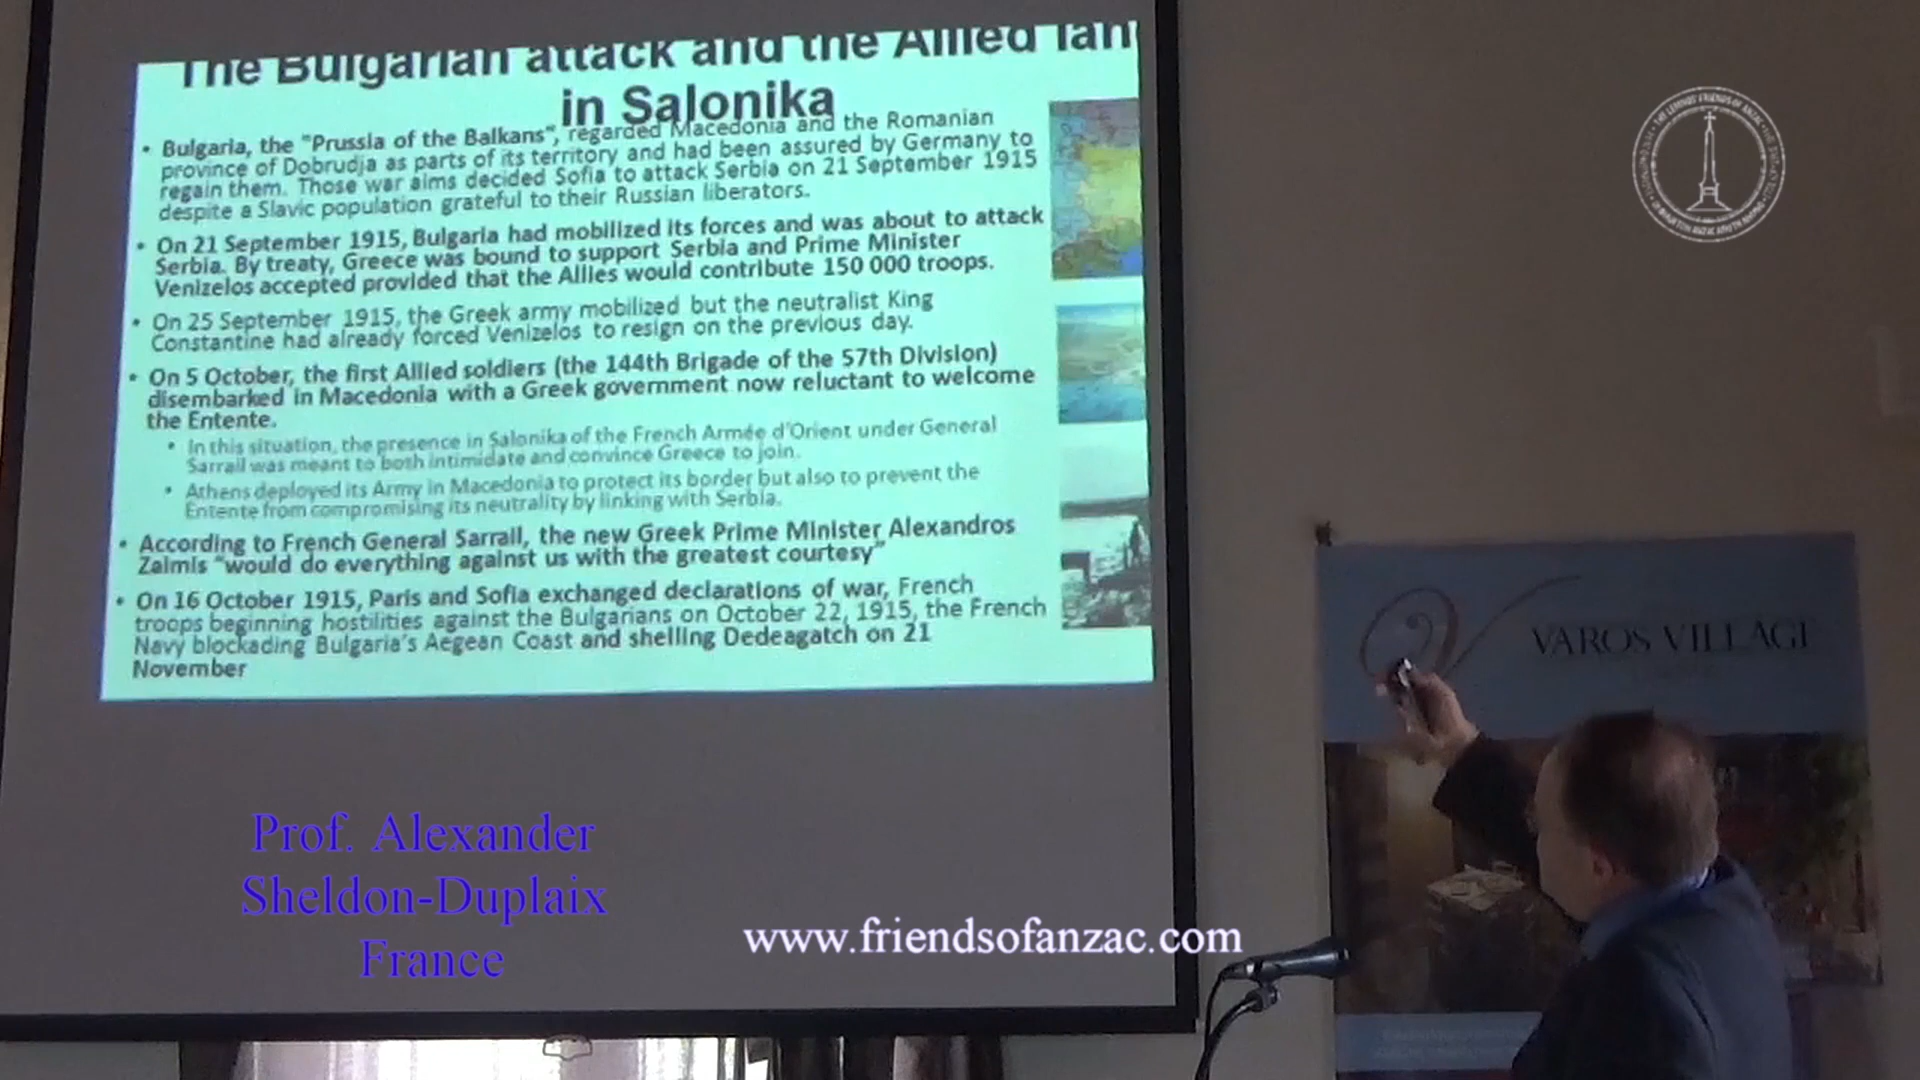 The Bulgarian attack and the Allied lan
in Salonika
• Bulgaria, the "Prussia of the Balkans", regarded Macedonia and the Romanian
province of Dobrudja as parts of its territory and had been assured by Germany to
regain them. Those war aims decided Sofia to attack Serbia on 21 September 1915
despite a Slavic population grateful to their Russian liberators.
• On 21 September 1915, Bulgaria had mobilized its forces and was about to attack
Serbia. By treaty, Greece was bound to support Serbia and Prime Minister
Venizelos accepted provided that the Allies would contribute 150 000 troops.
• On 25 September 1915, the Greek army mobilized but the neutralist King
Constantine had already forced Venizelos to resign on the previous day.
• On 5 October, the first Allied soldiers (the 144th Brigade of the 57th Division)
disembarked in Macedonia with a Greek government now reluctant to welcome
the Entente.
• In this situation, the presence in Salonika of the French Armée d'Orient under General
Sarrail was meant to both intimidate and convince Greece to join.
• Athens deployed its Army in Macedonia to protect its border but also to prevent the
Entente from compromising its neutrality by linking with Serbia.
• According to French General Sarrail, the new Greek Prime Minister Alexandros
Zaimis "would do everything against us with the greatest courtesy"
• On 16 October 1915, Paris and Sofia exchanged declarations of war, French
troops beginning hostilities against the Bulgarians on October 22, 1915, the French
Navy blockading Bulgaria's Aegean Coast and shelling Dedeagatch on 21
November
VAROS VILLAGE
Prof. Alexander
Sheldon-Duplaix
France
www.friendsofanzac.com